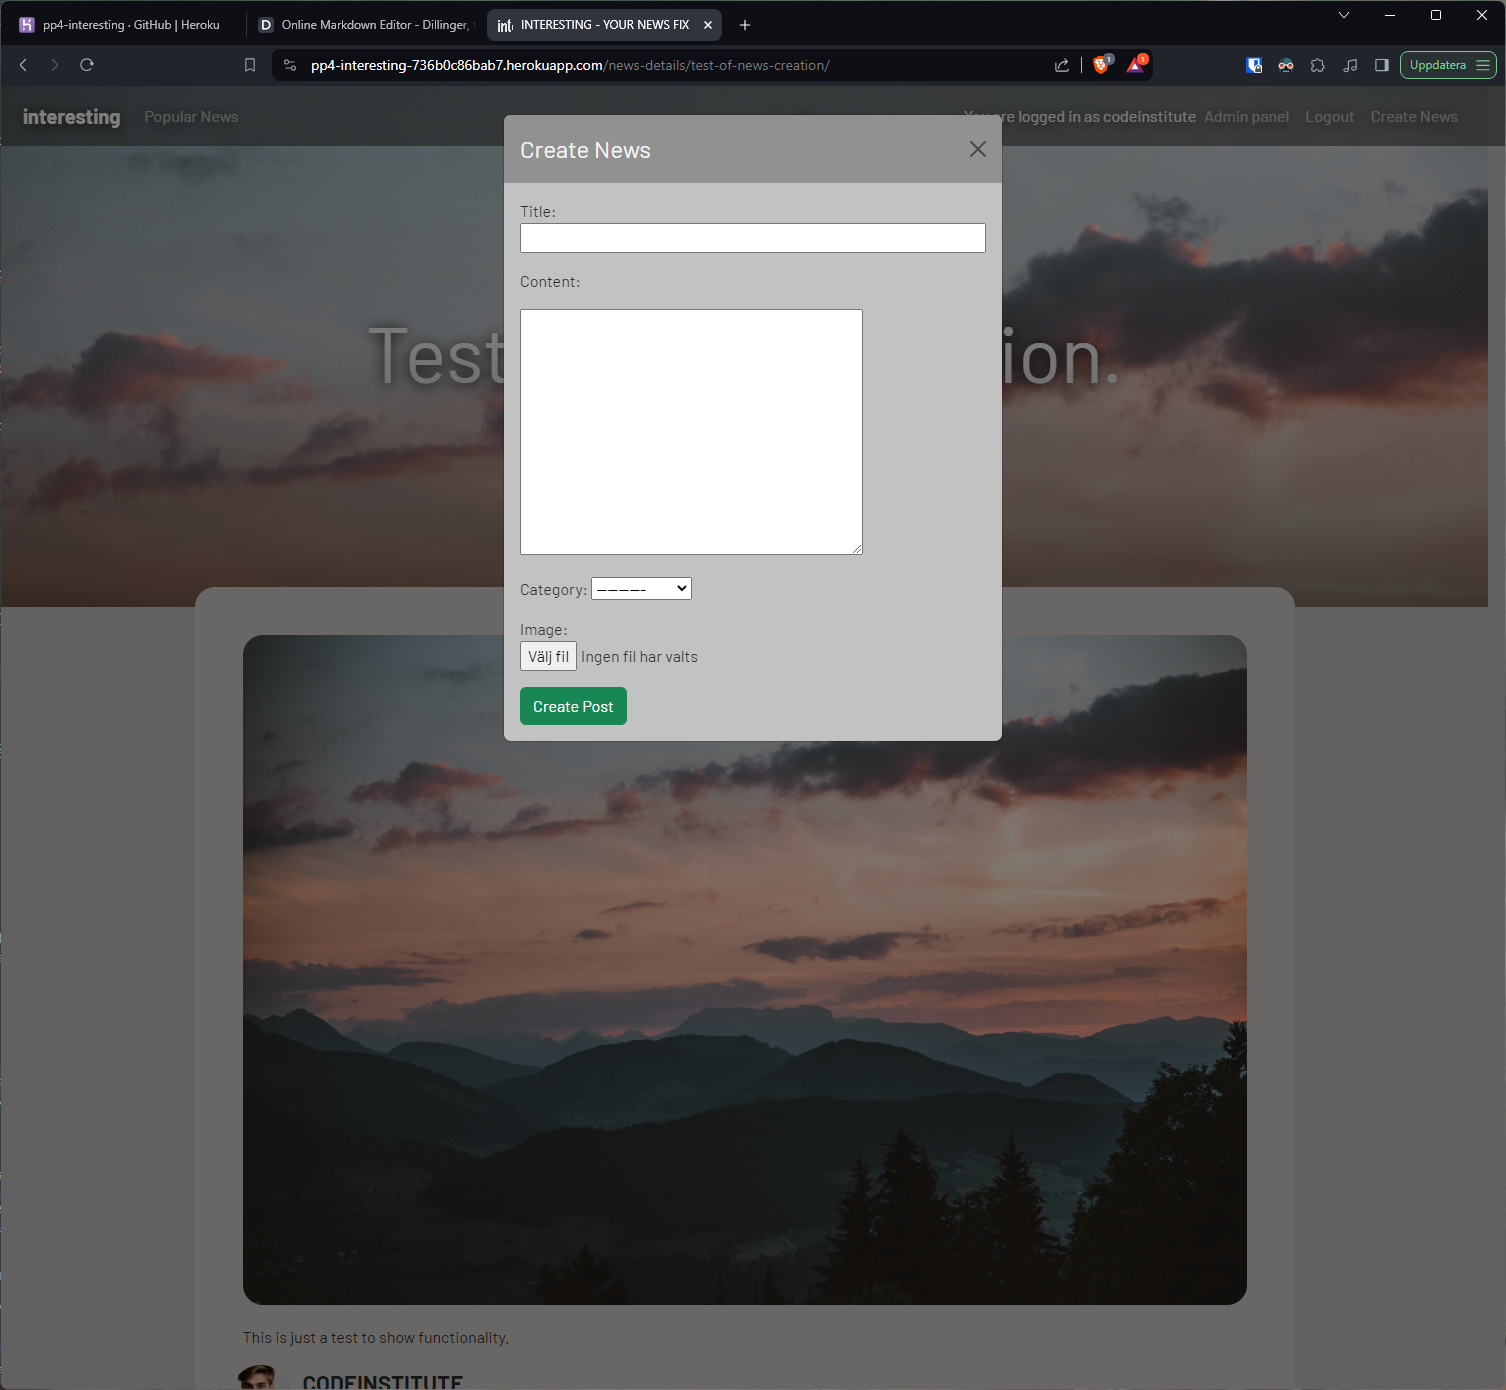 pp4-interesting · GitHub | Heroku
Online Markdown Editor - Dillinger,
INTERESTING - YOUR NEWS FIX
pp4-interesting-736b0c86bab7.herokuapp.com/news-details/test-of-news-creation/
1
1
Uppdatera
interesting
Popular News
are logged in as codeinstitute
Admin panel
Logout
Create News
Create News
Title:
Content:
Test
ion.
Category:
---------
Image:
Välj fil
Ingen fil har valts
Create Post
This is just a test to show functionality.
CODEINSTITUTE